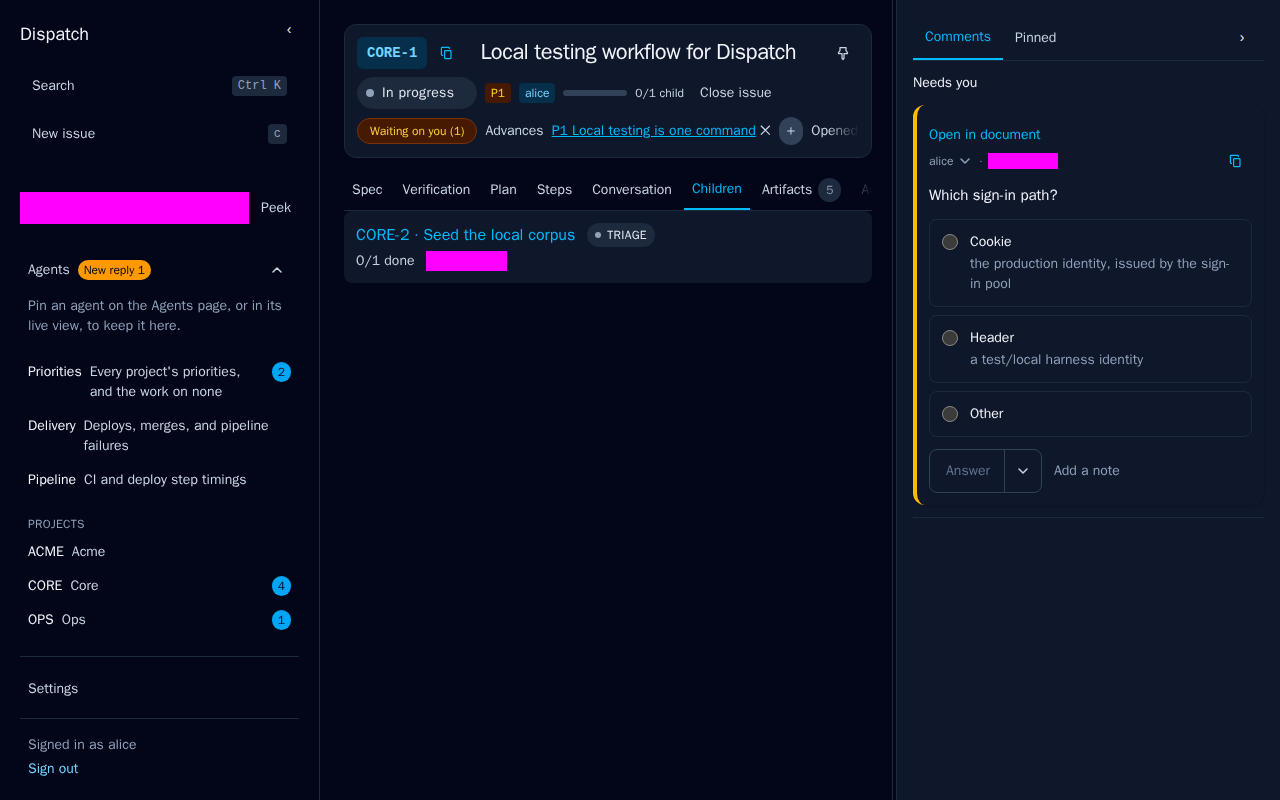 Dispatch
Search
Ctrl K
New issue
C
Peek
Agents
New reply 1
Pin an agent on the Agents page, or in its
live view, to keep it here.
Priorities
Every project's priorities,
and the work on none
2
Delivery
Deploys, merges, and pipeline
failures
Pipeline
CI and deploy step timings
PROJECTS
ACME Acme
CORE Core
4
OPS Ops
1
Settings
Signed in as alice
Sign out
CORE-1
Local testing workflow for Dispatch
In progress
P1
alice
0/1 child
Close issue
Waiting on you (1)
Advances
P1 Local testing is one command
+
Opened
Spec
Verification
Plan
Steps
Conversation
Children
Artifacts
5
CORE-2 · Seed the local corpus
TRIAGE
0/1 done
Comments
Pinned
Needs you
Open in document
alice
·
Which sign-in path?
Cookie
the production identity, issued by the sign-
in pool
Header
a test/local harness identity
Other
Answer
Add a note